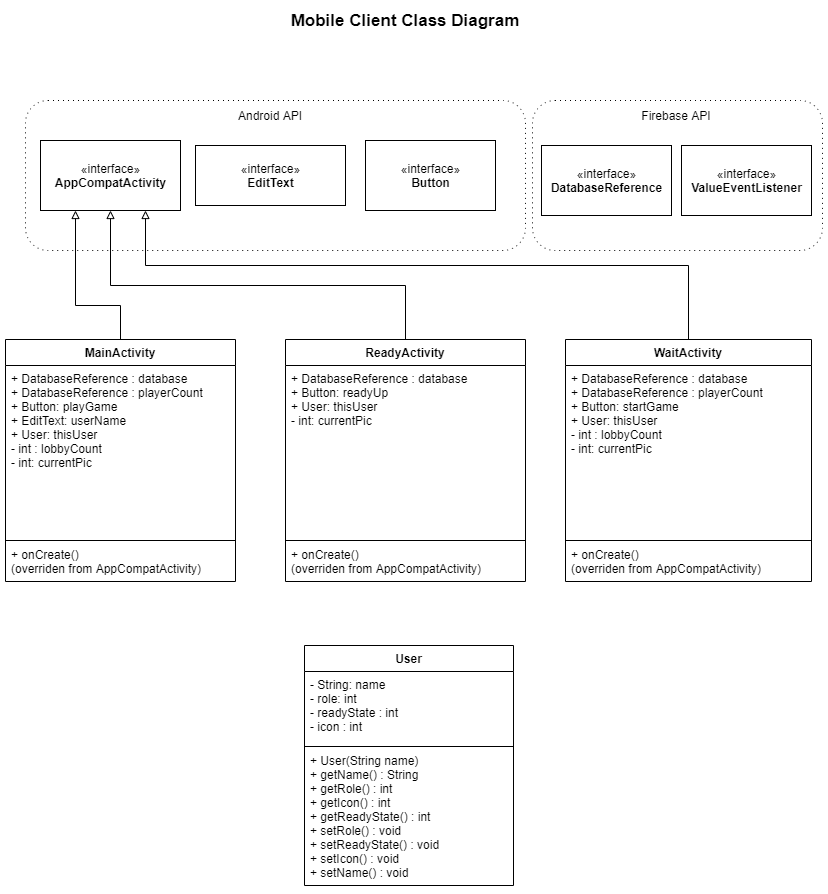 Mobile Client Class Diagram
Android API
Firebase API
«interface»
AppCompatActivity
«interface»
EditText
«interface»
Button
«interface»
DatabaseReference
«interface»
ValueEventListener
MainActivity
+ DatabaseReference : database
+ DatabaseReference : playerCount
+ Button: playGame
+ EditText: userName
+ User: thisUser
- int : lobbyCount
- int: currentPic
+ onCreate()
(overriden from AppCompatActivity)
ReadyActivity
+ DatabaseReference : database
+ Button: readyUp
+ User: thisUser
- int: currentPic
+ onCreate()
(overriden from AppCompatActivity)
WaitActivity
+ DatabaseReference : database
+ DatabaseReference : playerCount
+ Button: startGame
+ User: thisUser
- int : lobbyCount
- int: currentPic
+ onCreate()
(overriden from AppCompatActivity)
User
- String: name
- role: int
- readyState : int
- icon : int
+ User(String name)
+ getName() : String
+ getRole() : int
+ getIcon() : int
+ getReadyState() : int
+ setRole() : void
+ setReadyState() : void
+ setIcon() : void
+ setName() : void